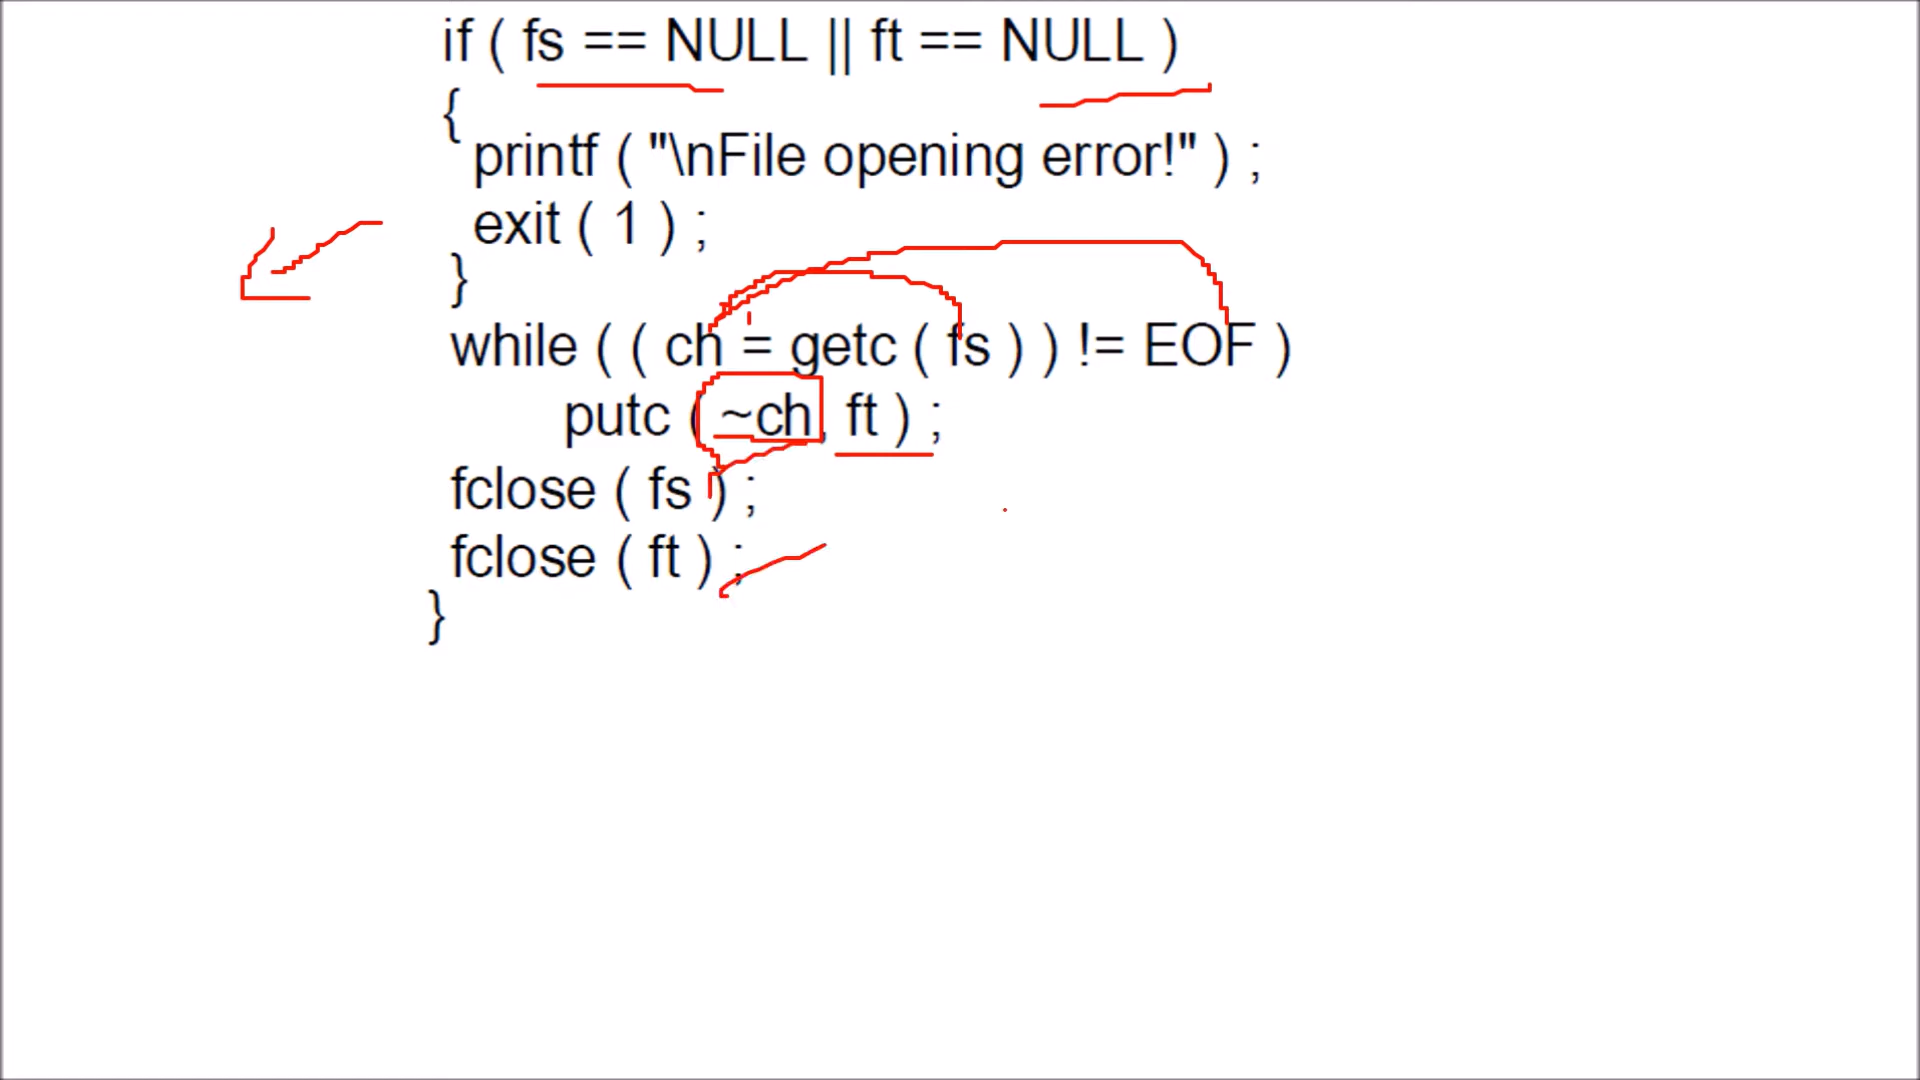 if ( fs == NULL || ft == NULL )
{
printf ( "\nFile opening error!" ) ;
exit ( 1 ) ;
}
while ( ( ch = getc ( fs ) ) != EOF )
putc ( ~ch, ft ) ;
fclose ( fs ) ;
fclose ( ft ) ;
}